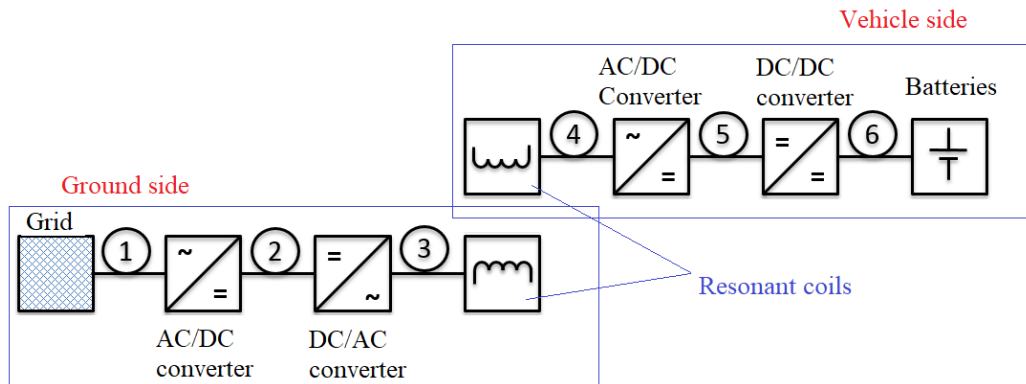 Vehicle side
AC/DC
Converter
DC/DC
converter
Batteries
4
5
6
~
=
=
=
Ground side
Grid
1
2
3
~
=
=
~
Resonant coils
AC/DC
converter
DC/AC
converter